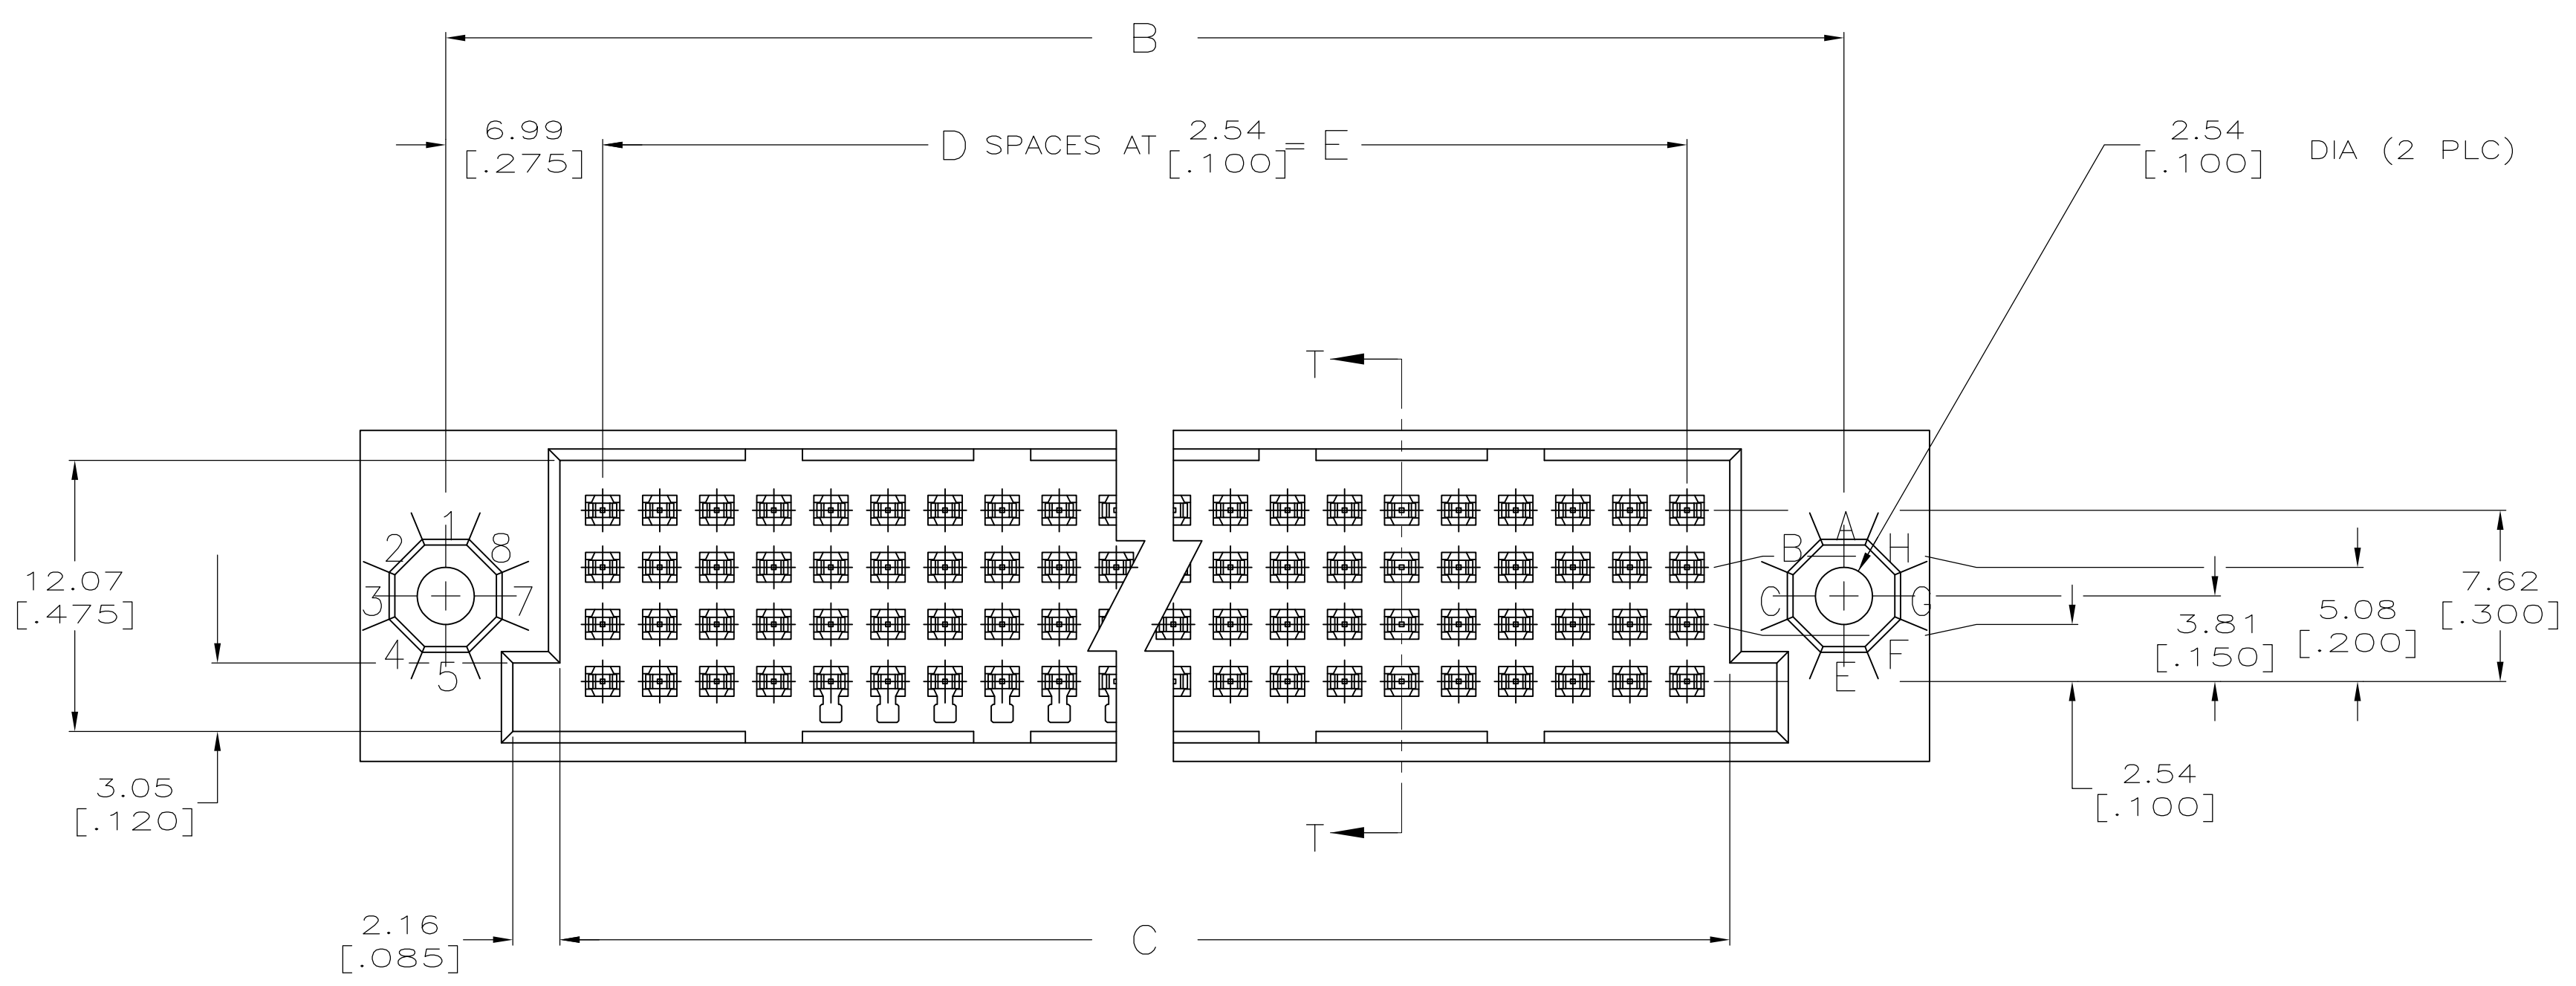 B
6.99
[.275]
D SPACES AT 2.54 = E
[.100]
2.54
[.100]
DIA (2 PLC)
T
1
2
8
3
7
4
5
A
B
H
C
G
F
E
12.07
[.475]
3.05
[.120]
7.62
[.300]
5.08
[.200]
3.81
[.150]
2.54
[.100]
T
2.16
[.085]
C